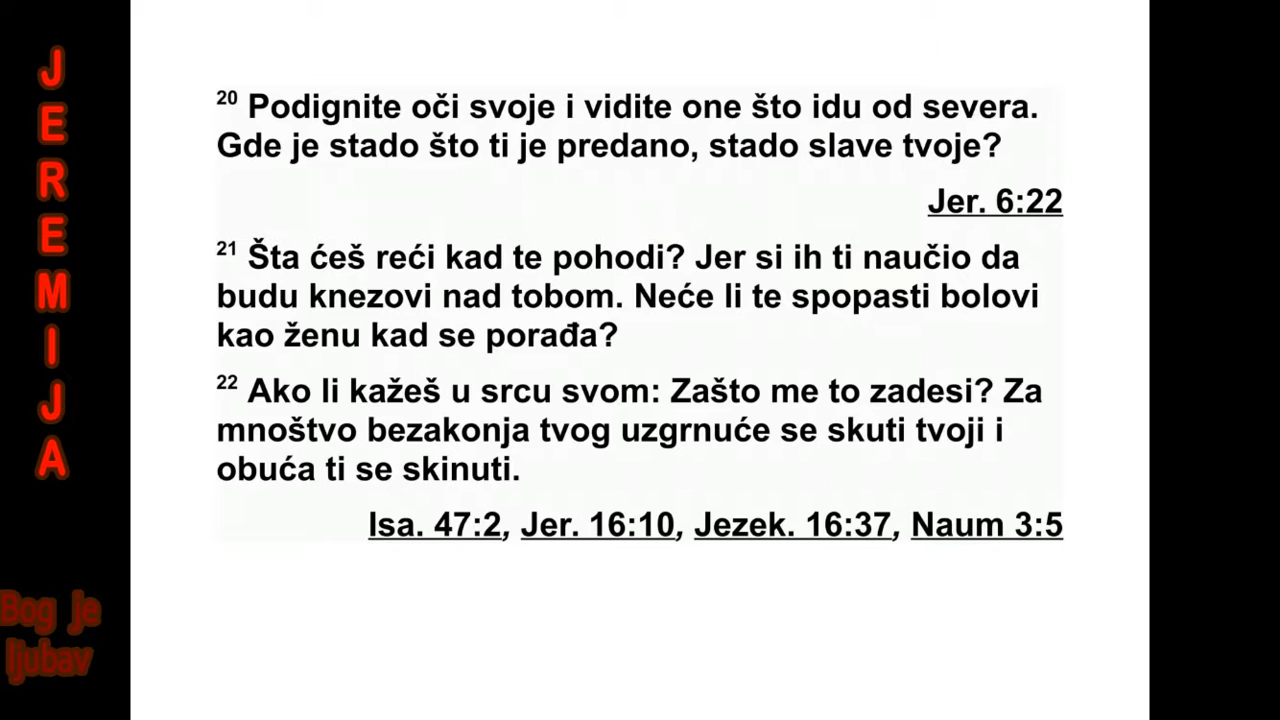 JEREMIJA
20 Podignite oči svoje i vidite one što idu od severa.
Gde je stado što ti je predano, stado slave tvoje?
Jer. 6:22
21 Šta ćeš reći kad te pohodi? Jer si ih ti naučio da
budu knezovi nad tobom. Neće li te spopasti bolovi
kao ženu kad se porađa?
22 Ako li kažeš u srcu svom: Zašto me to zadesi? Za
mnoštvo bezakonja tvog uzgrnuće se skuti tvoji i
obuća ti se skinuti.
Isa. 47:2, Jer. 16:10, Jezek. 16:37, Naum 3:5
Bog je
ljubav